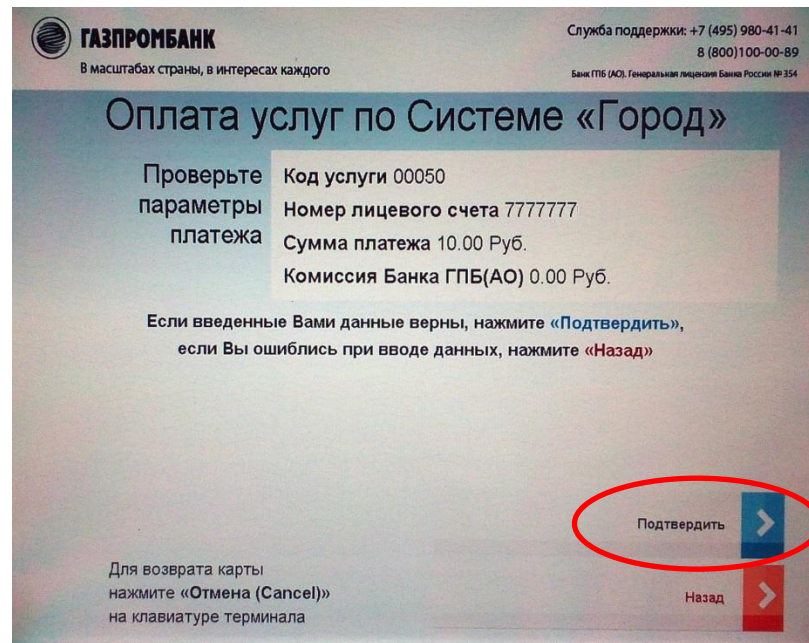 ГАЗПРОМБАНК
В масштабах страны, в интересах каждого
Служба поддержки: +7 (495) 980-41-41
8 (800)100-00-89
Банк ГПБ (АО). Генеральная лицензия Банка России № 354
Оплата услуг по Системе «Город»
Проверьте
параметры
платежа
Код услуги 00050
Номер лицевого счета 7777777
Сумма платежа 10.00 Руб.
Комиссия Банка ГПБ(АО) 0.00 Руб.
Если введенные Вами данные верны, нажмите «Подтвердить»,
если Вы ошиблись при вводе данных, нажмите «Назад»
Подтвердить
Для возврата карты
нажмите «Отмена (Cancel)»
на клавиатуре терминала
Назад